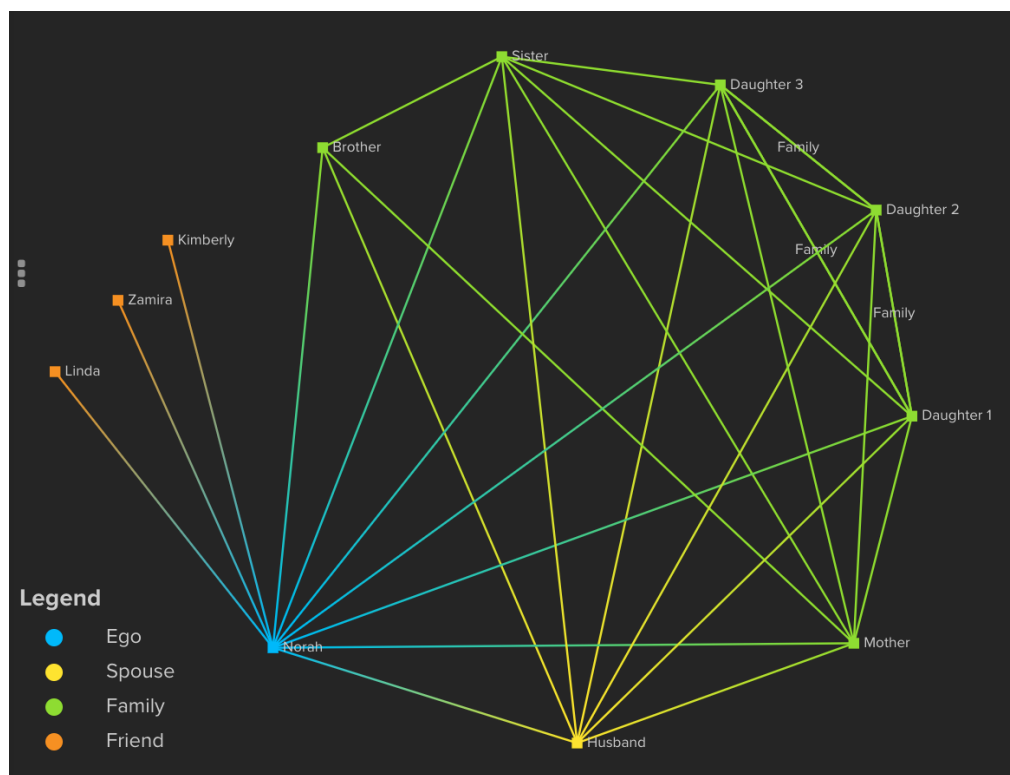 Sister
Daughter 3
Brother
Family
Daughter 2
Kimberly
Family
Zamira
Family
Linda
Daughter 1
Legend
Ego
Norah
Mother
Spouse
Family
Friend
Husband